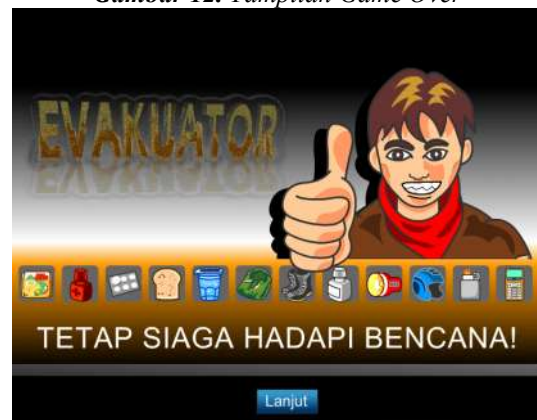 Gambar 12. Tampilan Game Over
EVAKUATOR
TETAP SIAGA HADAPI BENCANA!
Lanjut